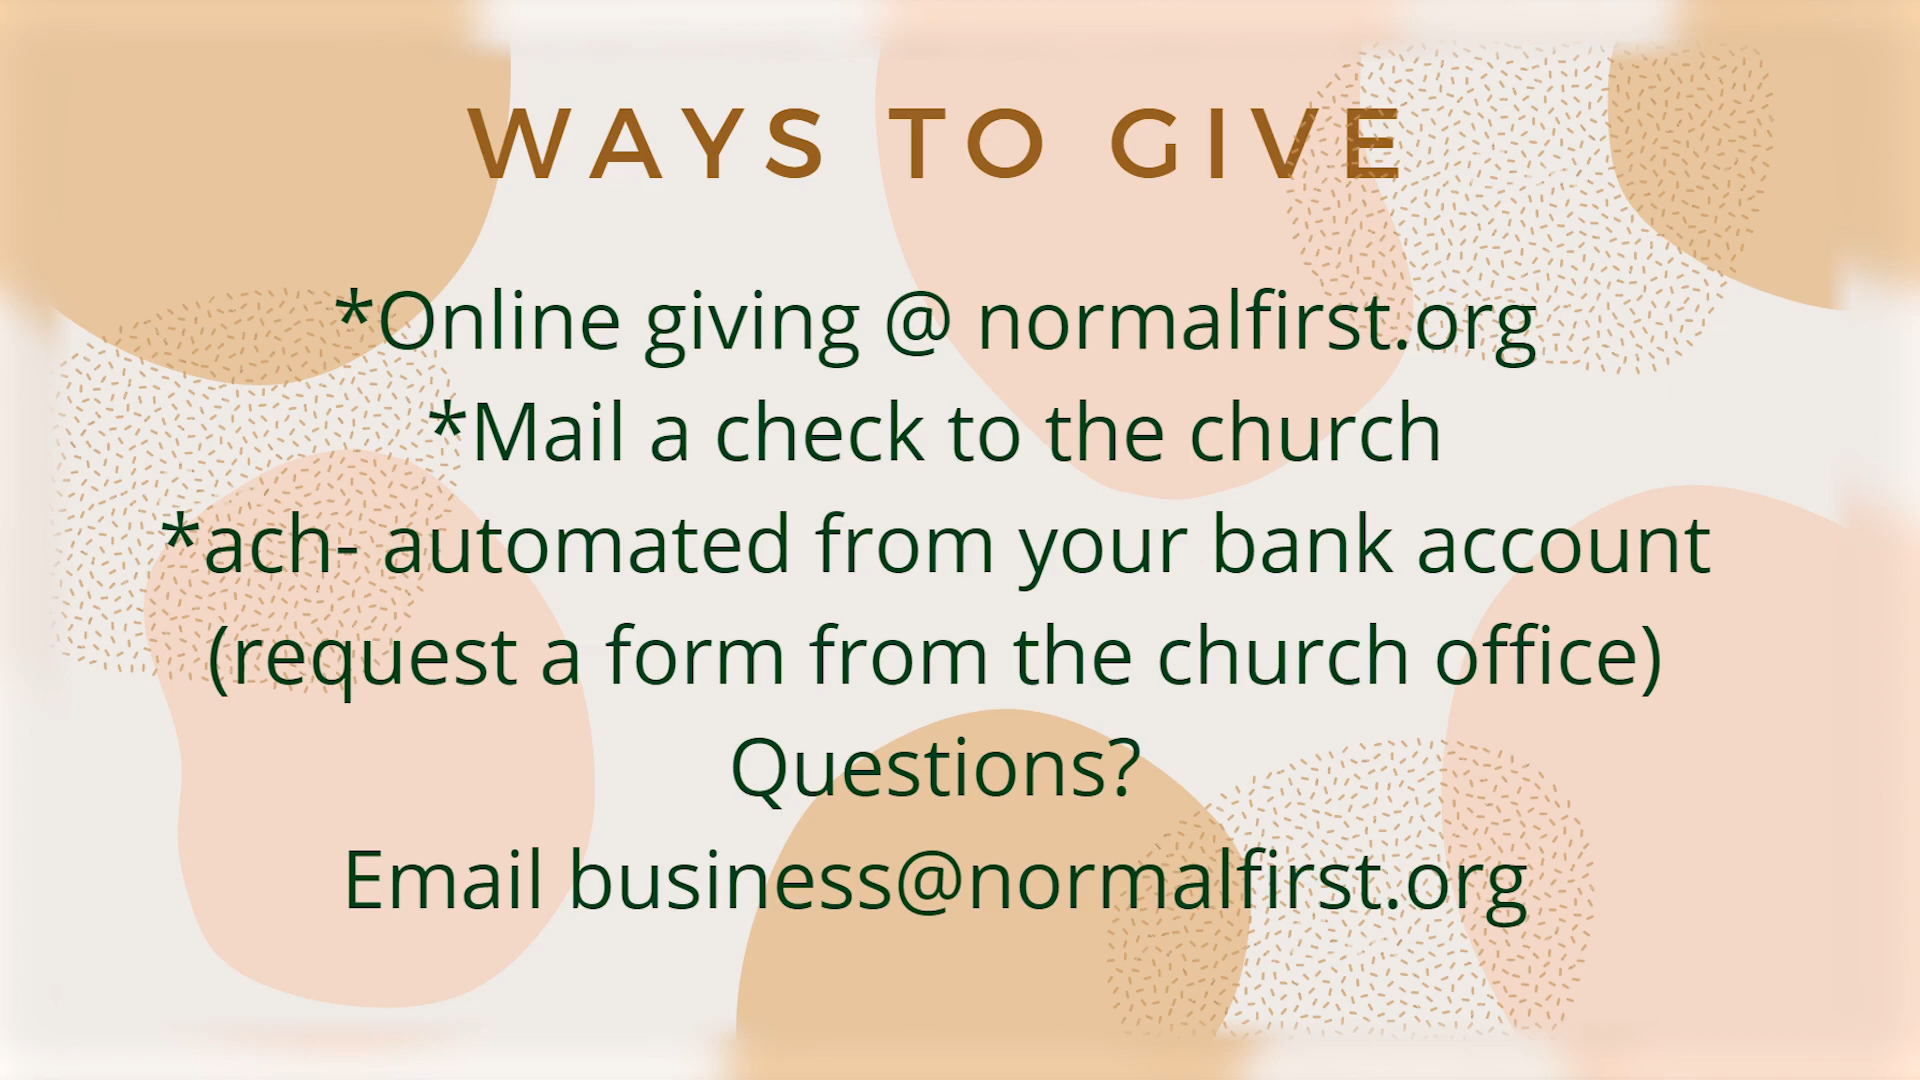 WAYS TO GIVE
*Online giving @ normalfirst.org
*Mail a check to the church
*ach- automated from your bank account
(request a form from the church office)
Questions?
Email business@normalfirst.org